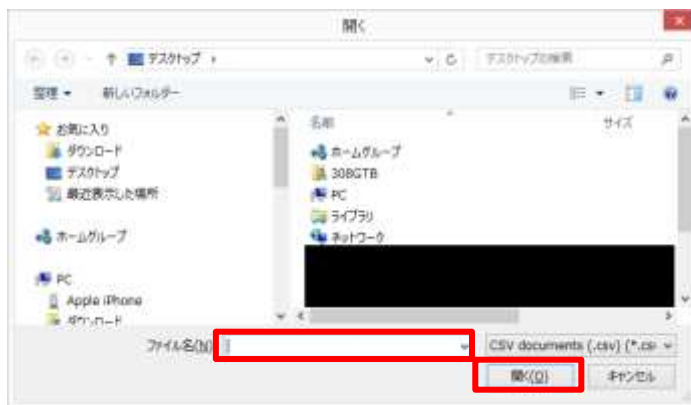 開く
デスクトップ
デスクトップの検索
整理 新しいフォルダー
名前 サイズ
お気に入り
ダウンロード
デスクトップ
最近表示した場所
ホームグループ
PC
Apple iPhone
ダウンロード
ホームグループ
308GTB
PC
ライブラリ
ネットワーク
ファイル名(N):
CSV documents (.csv) (*.csv
開く(O) キャンセル